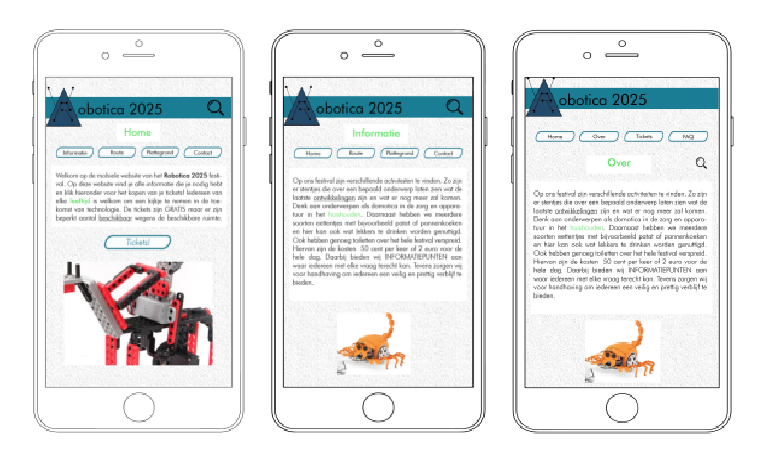 obotica 2025
Home
Informatie
Route
Plattegrond
Contact
Welkom op de mobiele website van het Robotica 2025 festi-
val. Op deze website vind je alle informatie die je nodig hebt
en klik hieronder voor het kopen van je tickets! Iedereen van
elke leeftijd is welkom om een kijkje te nemen in de toe-
komst van technologie. De tickets zijn GRATIS maar er zijn
beperkt aantal beschikbaar wegens de beschikbare ruimte.
Tickets!
obotica 2025
Informatie
Home
Route
Plattegrond
Contact
Op ons festival zijn verschillende activiteiten te vinden. Zo zijn
er stentjes die over een bepaald onderwerp laten zien wat de
laatste ontwikkelingen zijn en wat er nog meer zal komen.
Denk aan onderwerpen als domotica in de zorg en appara-
tuur in het huishouden. Daarnaast hebben we meerdere
soorten eettentjes met bijvoorbeeld patat of pannenkoeken
en hier kan ook wat lekkers te drinken worden genuttigd.
Ook hebben genoeg toiletten over het hele festival verspreid.
Hiervan zijn de kosten 50 cent per keer of 2 euro voor de
hele dag. Daarbij bieden wij INFORMATIEPUNTEN aan
waar iedereen met elke vraag terecht kan. Tevens zorgen wij
voor handhaving om iedereen een veilig en prettig verblijf te
bieden.
obotica 2025
Home
Over
Tickets
FAQ
Over
Op ons festival zijn verschillende activiteiten te vinden. Zo zijn
er stentjes die over een bepaald onderwerp laten zien wat de
laatste ontwikkelingen zijn en wat er nog meer zal komen.
Denk aan onderwerpen als domotica in de zorg en appara-
tuur in het huishouden. Daarnaast hebben we meerdere
soorten eettentjes met bijvoorbeeld patat of pannenkoeken
en hier kan ook wat lekkers te drinken worden genuttigd.
Ook hebben genoeg toiletten over het hele festival verspreid.
Hiervan zijn de kosten 50 cent per keer of 2 euro voor de
hele dag. Daarbij bieden wij INFORMATIEPUNTEN aan
waar iedereen met elke vraag terecht kan. Tevens zorgen wij
voor handhaving om iedereen een veilig en prettig verblijf te
bieden.